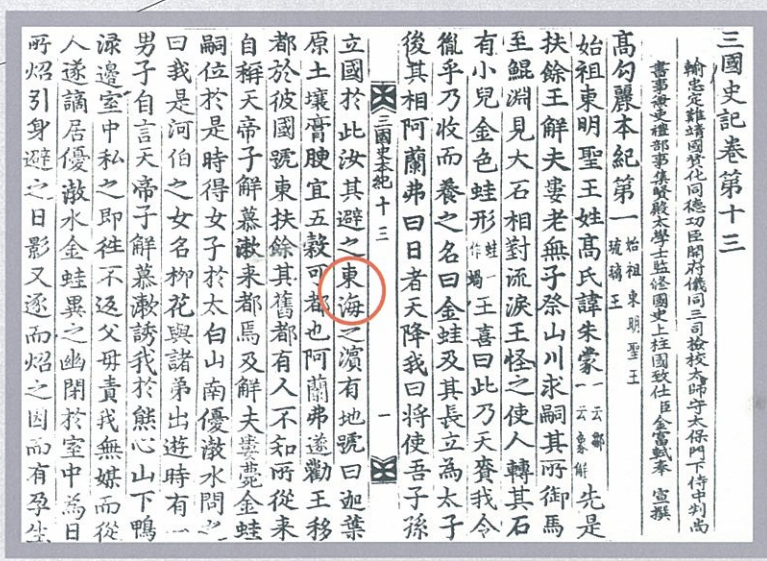 三國史記卷第十三
輸忠定難靖國贊化同德功臣開府儀同三司檢校太師守太保門下侍中判尚
書事兼吏禮部事集賢殿太學士監修國史上柱國致仕臣金富軾奉 宣撰
始祖東明聖王
琉璃王
高句麗本紀第一
始祖東明聖王姓高氏諱朱蒙一云鄒一云象解先是
扶餘王解夫婁老無子祭山川求嗣其所御馬
至鯤淵見大石相對流淚王怪之使人轉其石
有小兒金色蛙形蛙一作蝸王喜曰此乃天賚我令
胤乎乃收而養之名曰金蛙及其長立為太子
後其相阿蘭弗曰日者天降我曰将使吾子孫
三國史本紀十三 一
立國於此汝其避之東海之濵有地號曰迦葉
原土壤膏腴宜五穀可都也阿蘭弗遂勸王移
都於彼國號東扶餘其舊都有人不知所從来
自稱天帝子解慕漱来都焉及解夫婁薨金蛙
嗣位於是時得女子於太白山南優渤水問之
曰我是河伯之女名柳花與諸弟出遊時有一
男子自言天帝子解慕漱誘我於熊心山下鴨
渌邊室中私之即徃不返父母責我無媒而從
人遂謫居優渤水金蛙異之幽閉於室中為日
所炤引身避之日影又逐而炤之因而有孕生